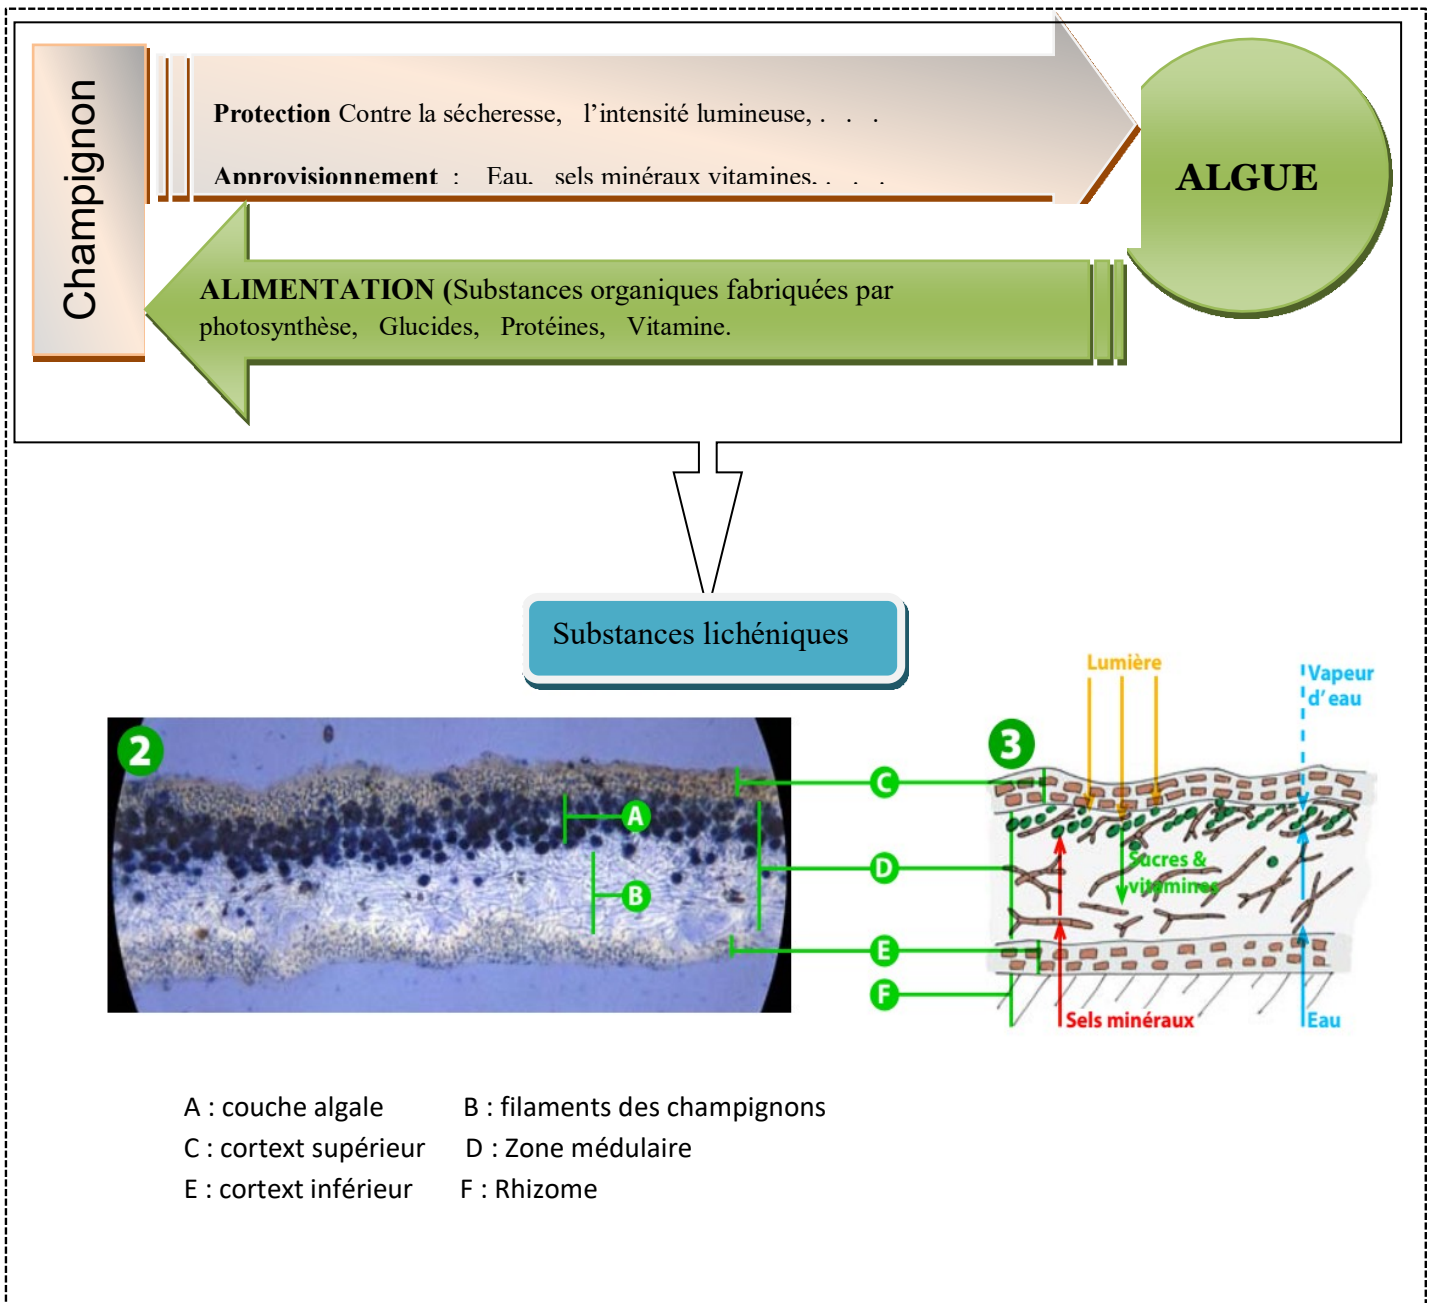 Champignon
Protection Contre la sécheresse, l’intensité lumineuse, . . .
Approvisionnement : Eau, sels minéraux vitamines, . . .
ALGUE
ALIMENTATION (Substances organiques fabriquées par
photosynthèse, Glucides, Protéines, Vitamine.
Substances lichéniques
Lumière
Vapeur
d’eau
2
3
C
A
Sucres &
vitamines
D
B
E
F
Sels minéraux
Eau
A : couche algale B : filaments des champignons
C : cortext supérieur D : Zone médulaire
E : cortext inférieur F : Rhizome